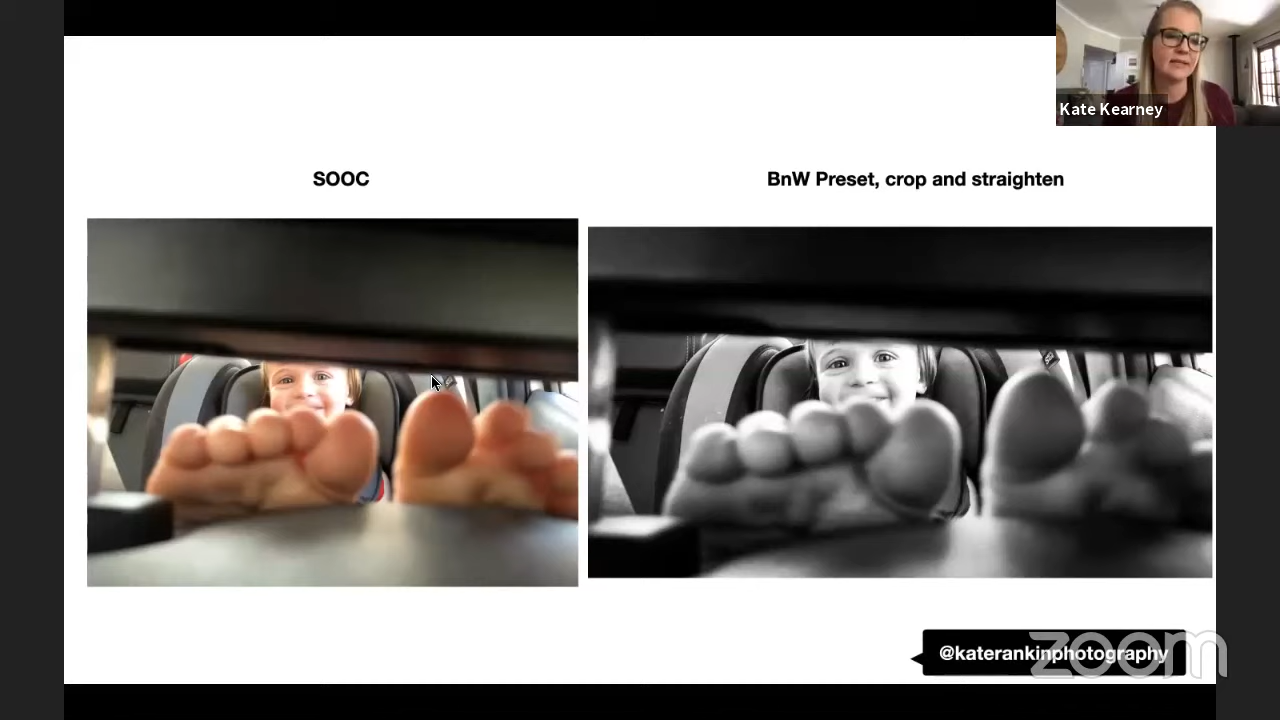 Kate Kearney
SOOC
BnW Preset, crop and straighten
@katerankinphotography
zoom